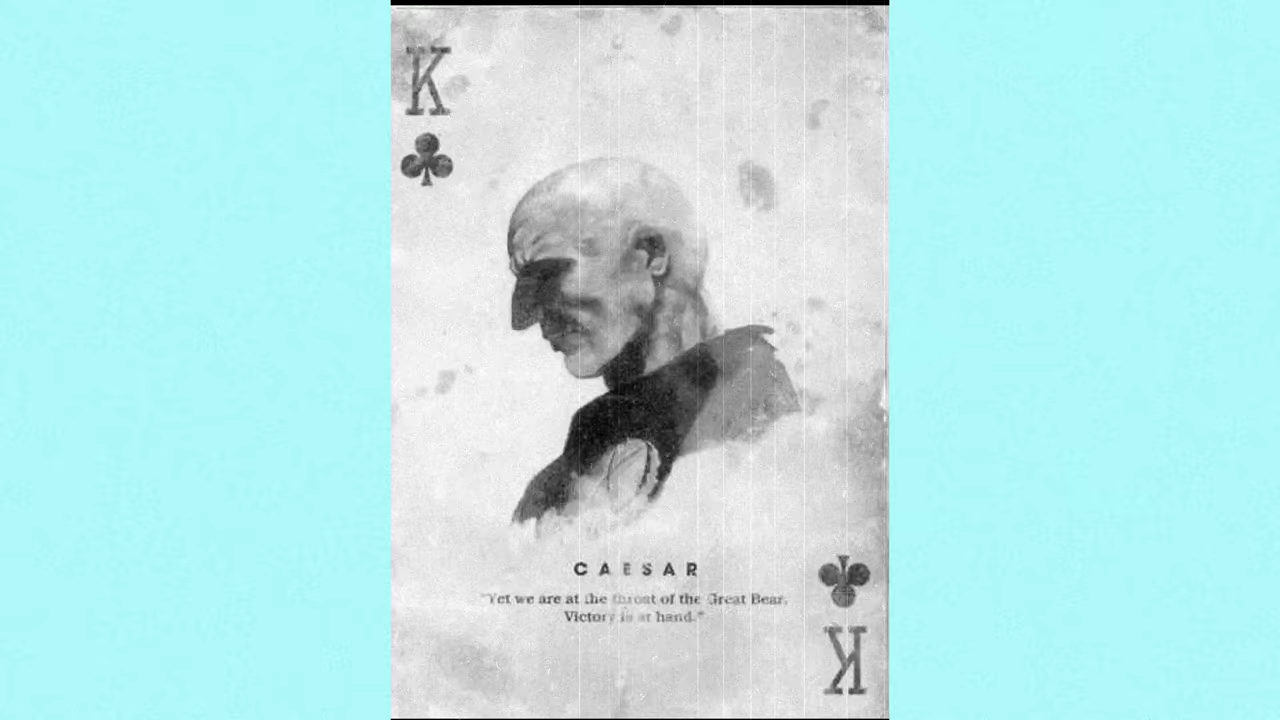 K
CAESAR
"Yet we are at the throat of the Great Bear.
Victory is at hand."
K